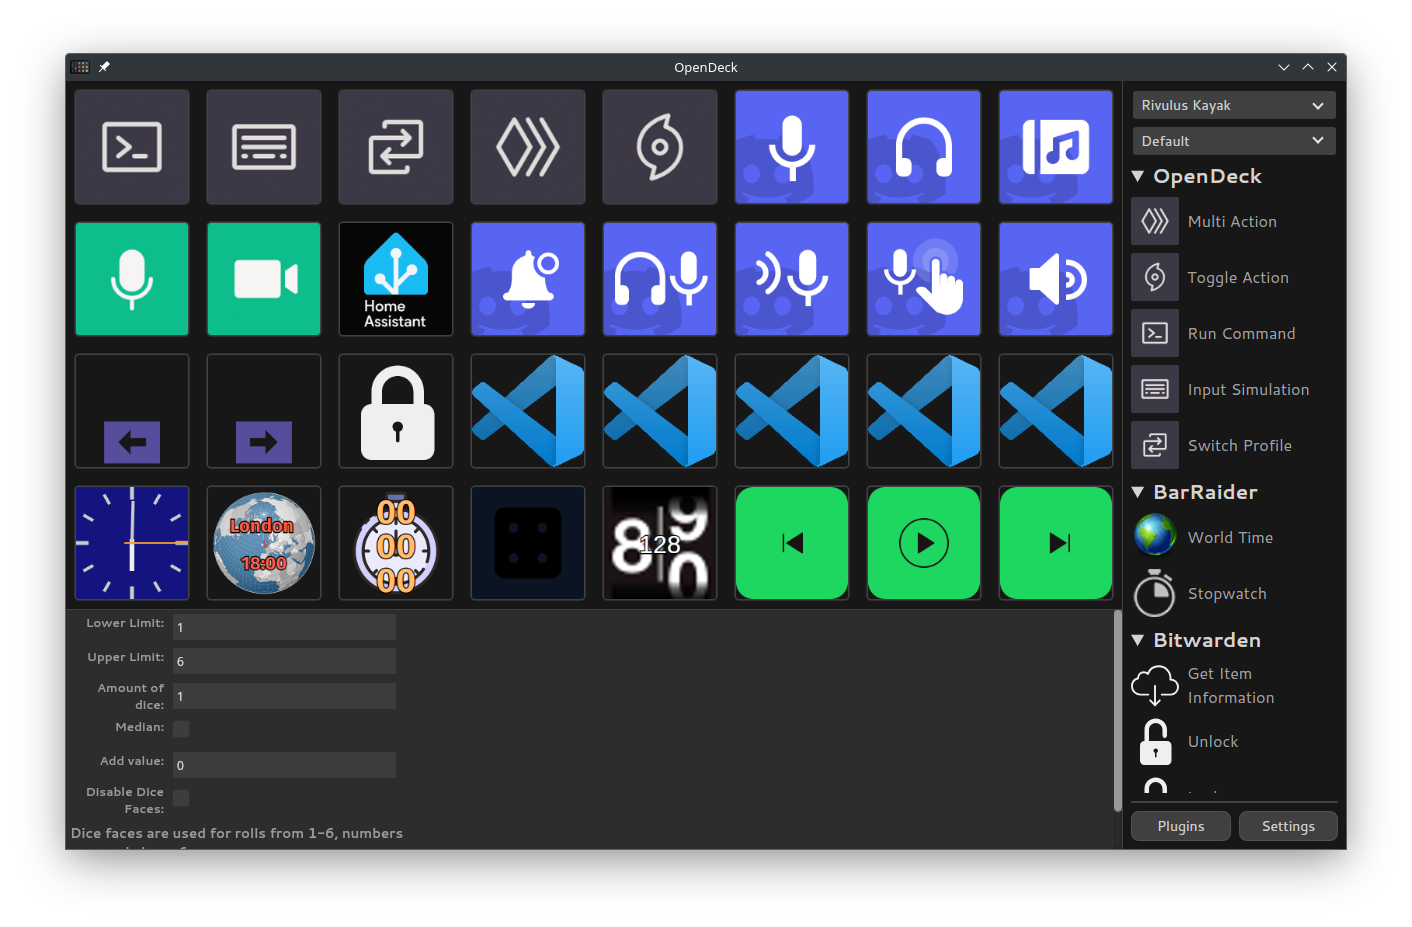 OpenDeck
Rivulus Kayak
Default
OpenDeck
Multi Action
Toggle Action
Run Command
Input Simulation
Switch Profile
BarRaider
World Time
Stopwatch
Bitwarden
Get Item
Information
Unlock
Plugins
Settings
Home
Assistant
London
18:00
00
00
00
128
Lower Limit:
1
Upper Limit:
6
Amount of
dice:
1
Median:
Add value:
0
Disable Dice
Faces:
Dice faces are used for rolls from 1-6, numbers